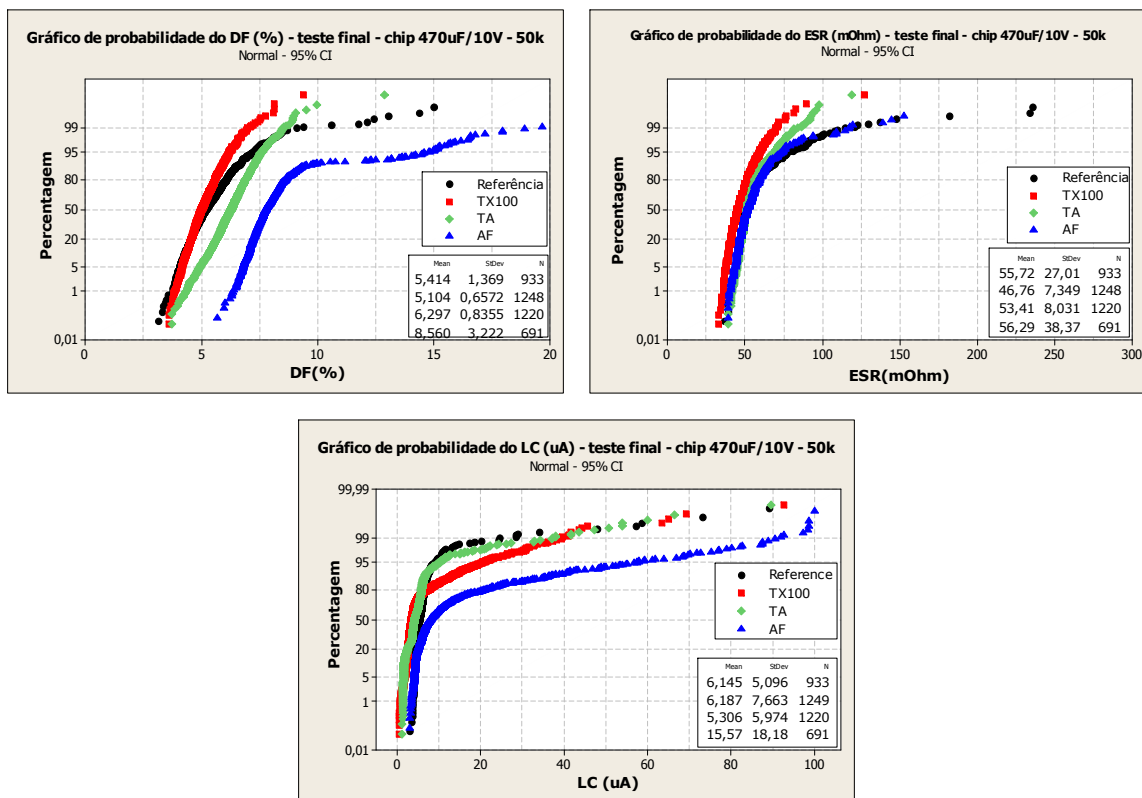 Gráfico de probabilidade do DF (%) - teste final - chip 470uF/10V - 50k
Normal - 95% CI
Percentagem
99
95
80
50
20
5
1
0,01
0
5
10
15
20
DF(%)
Referência
TX100
TA
AF
Mean StDev N
5,414 1,369 933
5,104 0,6572 1248
6,297 0,8355 1220
8,560 3,222 691
Gráfico de probabilidade do ESR (mOhm) - teste final - chip 470uF/10V - 50k
Normal - 95% CI
Percentagem
99
95
80
50
20
5
1
0,01
0
50
100
150
200
250
300
ESR(mOhm)
Referência
TX100
TA
AF
Mean StDev N
55,72 27,01 933
46,76 7,349 1248
53,41 8,031 1220
56,29 38,37 691
Gráfico de probabilidade do LC (uA) - teste final - chip 470uF/10V - 50k
Normal - 95% CI
Percentagem
99,99
99
95
80
50
20
5
1
0,01
0
20
40
60
80
100
LC (uA)
Reference
TX100
TA
AF
Mean StDev N
6,145 5,096 933
6,187 7,663 1249
5,306 5,974 1220
15,57 18,18 691